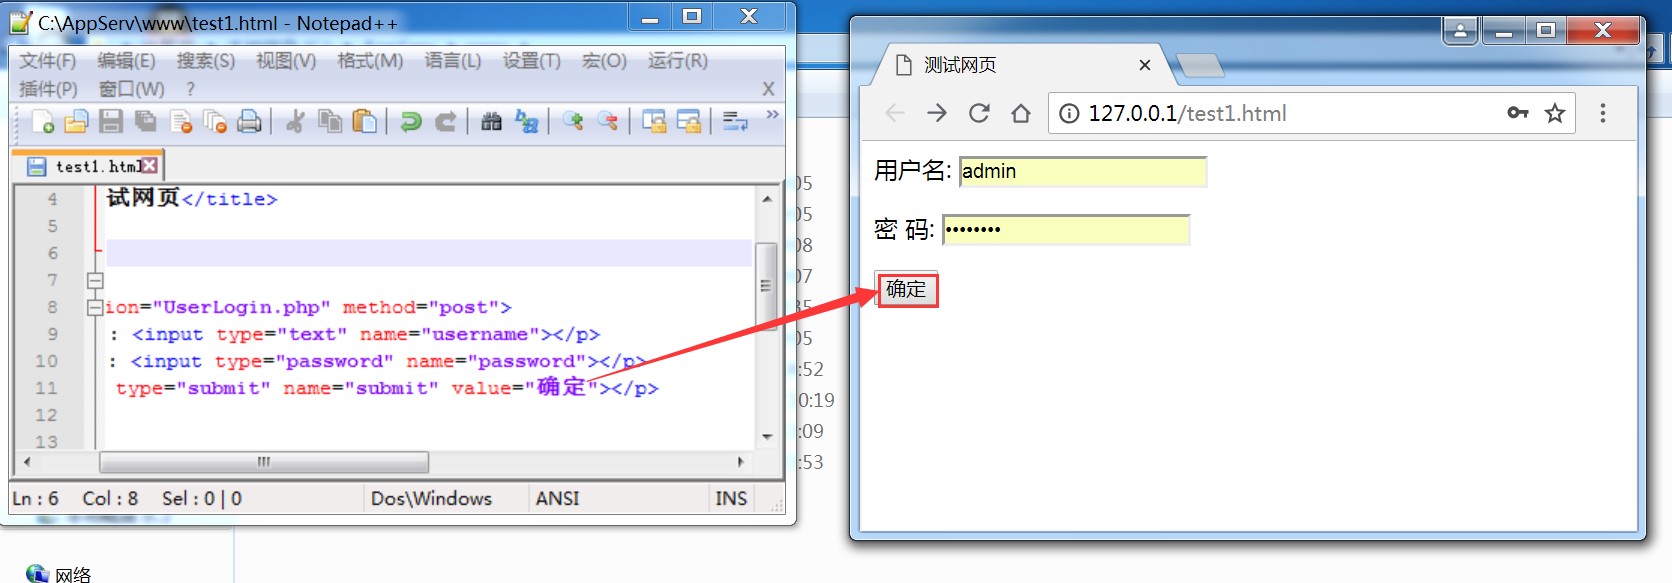 C:\AppServ\www\test1.html - Notepad++
文件(F) 编辑(E) 搜索(S) 视图(V) 格式(M) 语言(L) 设置(T) 宏(O) 运行(R)
插件(P) 窗口(W) ? X
test1.html
4 试网页</title>
5
6
7
8 ion="UserLogin.php" method="post">
9 : <input type="text" name="username"></p>
10 : <input type="password" name="password"></p>
11 type="submit" name="submit" value="确定"></p>
12
13
Ln : 6 Col : 8 Sel : 0 | 0 Dos\Windows ANSI INS
网络
05
05
08
07
05
:52
0:19
:09
:53
测试网页
127.0.0.1/test1.html
用户名: admin
密 码: ••••••••
确定